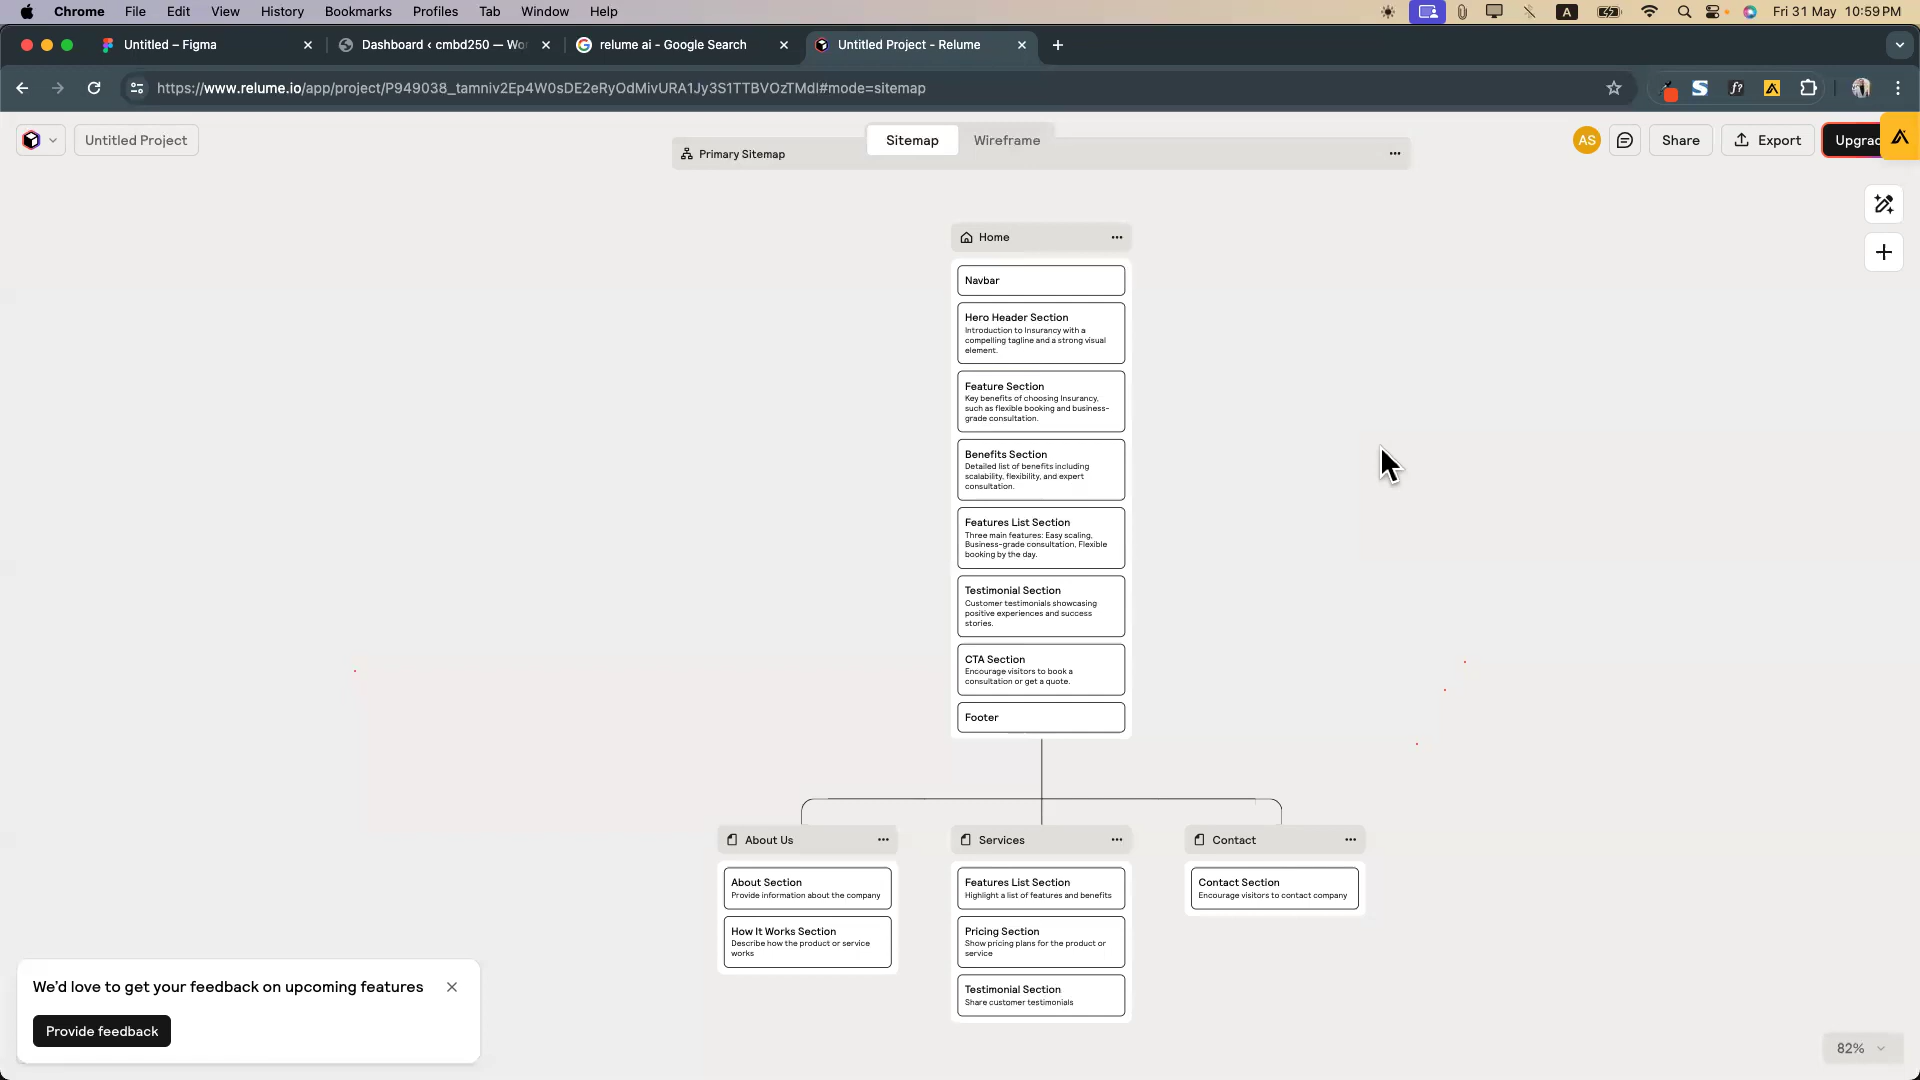 Chrome File Edit View History Bookmarks Profiles Tab Window Help
A
Fri 31 May 10:59 PM
Untitled – Figma
Dashboard ‹ cmbd250 — Wor
relume ai - Google Search
Untitled Project - Relume
https://www.relume.io/app/project/P949038_tamniv2Ep4W0sDE2eRyOdMivURA1Jy3S1TTBVOzTMdI#mode=sitemap
S
f?
Untitled Project
Sitemap
Wireframe
AS
Share
Export
Upgrad
Primary Sitemap
Home
Navbar
Hero Header Section
Introduction to Insurancy with a
compelling tagline and a strong visual
element.
Feature Section
Key benefits of choosing Insurancy,
such as flexible booking and business-
grade consultation.
Benefits Section
Detailed list of benefits including
scalability, flexibility, and expert
consultation.
Features List Section
Three main features: Easy scaling,
Business-grade consultation, Flexible
booking by the day.
Testimonial Section
Customer testimonials showcasing
positive experiences and success
stories.
CTA Section
Encourage visitors to book a
consultation or get a quote.
Footer
About Us
About Section
Provide information about the company
How It Works Section
Describe how the product or service
works
Services
Features List Section
Highlight a list of features and benefits
Pricing Section
Show pricing plans for the product or
service
Testimonial Section
Share customer testimonials
Contact
Contact Section
Encourage visitors to contact company
We'd love to get your feedback on upcoming features
Provide feedback
82%